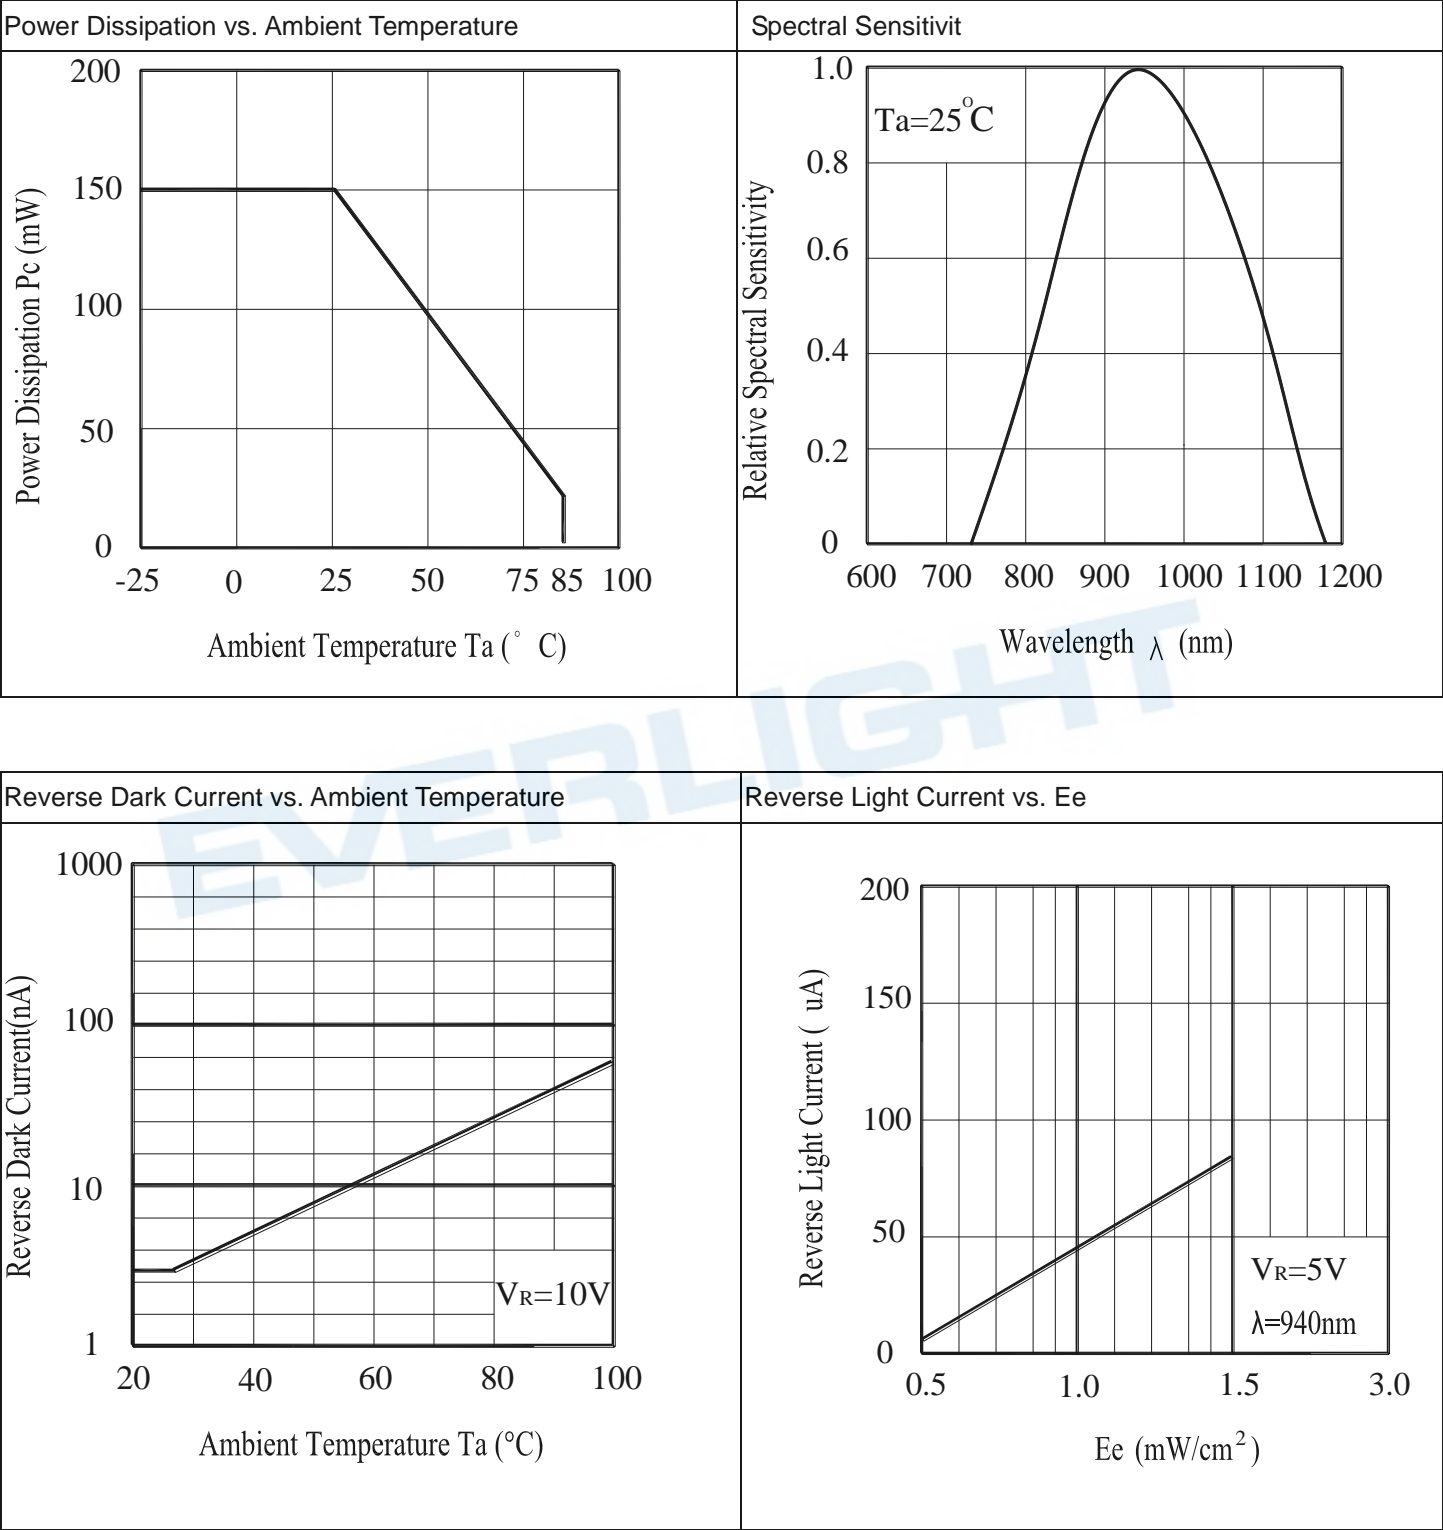 Power Dissipation vs. Ambient Temperature
Spectral Sensitivit
Power Dissipation Pc (mW)
200
150
100
50
0
-25 0 25 50 75 85 100
Ambient Temperature Ta (° C)
Relative Spectral Sensitivity
Ta=25°C
1.0
0.8
0.6
0.4
0.2
0
600 700 800 900 1000 1100 1200
Wavelength λ (nm)
EVERLIGHT
Reverse Dark Current vs. Ambient Temperature
Reverse Light Current vs. Ee
Reverse Dark Current(nA)
1000
100
10
1
VR=10V
20 40 60 80 100
Ambient Temperature Ta (°C)
Reverse Light Current ( uA)
200
150
100
50
0
VR=5V
λ=940nm
0.5 1.0 1.5 3.0
Ee (mW/cm²)